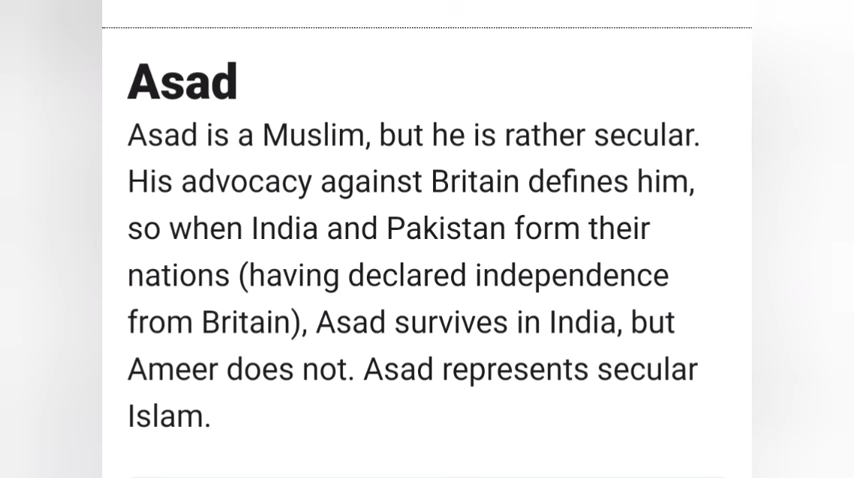 Asad
Asad is a Muslim, but he is rather secular.
His advocacy against Britain defines him,
so when India and Pakistan form their
nations (having declared independence
from Britain), Asad survives in India, but
Ameer does not. Asad represents secular
Islam.